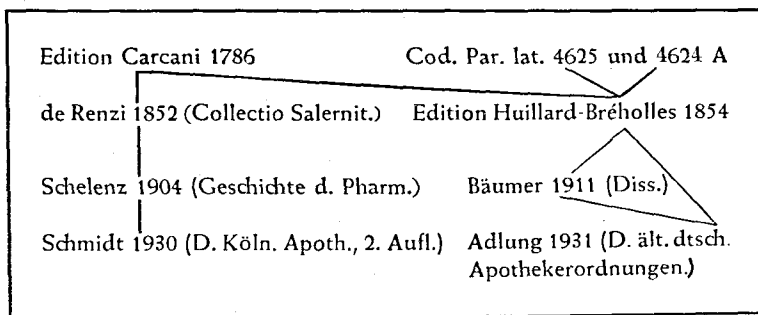 Edition Carcani 1786
Cod. Par. lat. 4625 und 4624 A
de Renzi 1852 (Collectio Salernit.)
Edition Huillard-Bréholles 1854
Schelenz 1904 (Geschichte d. Pharm.)
Bäumer 1911 (Diss.)
Schmidt 1930 (D. Köln. Apoth., 2. Aufl.)
Adlung 1931 (D. ält. dtsch.
Apothekerordnungen.)